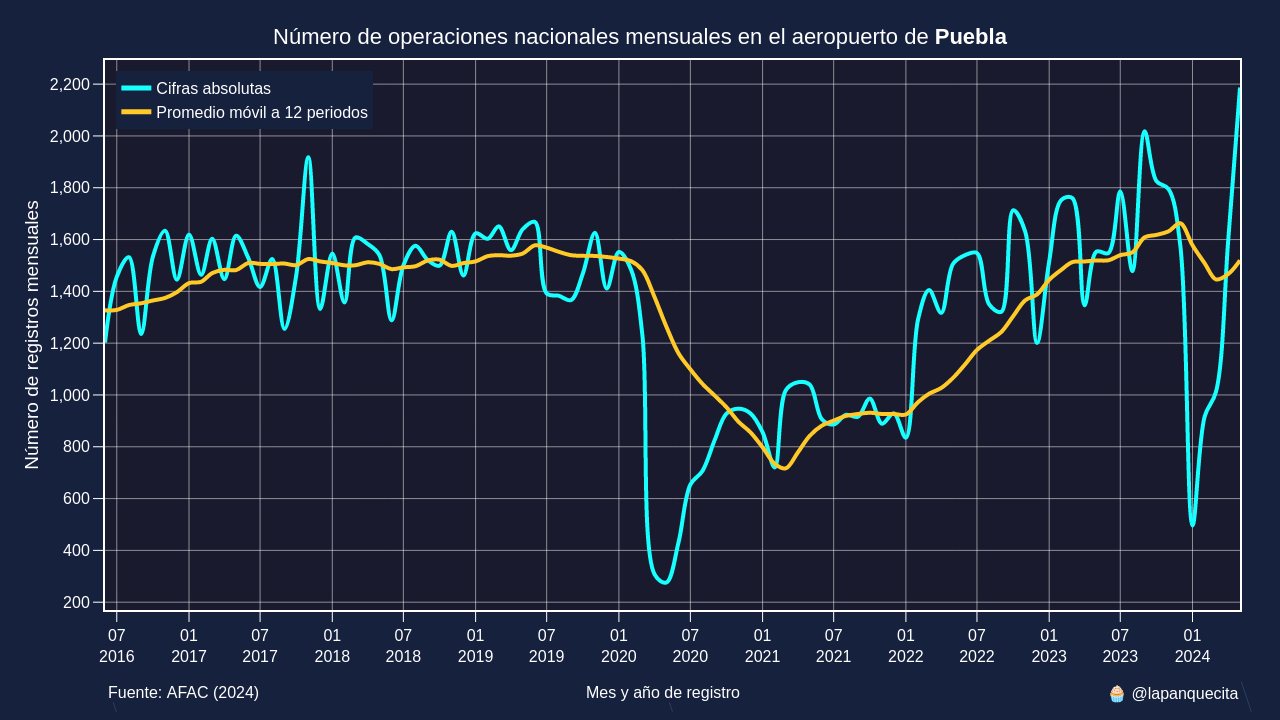 Número de operaciones nacionales mensuales en el aeropuerto de Puebla
Cifras absolutas
Promedio móvil a 12 periodos
Número de registros mensuales
2,200
2,000
1,800
1,600
1,400
1,200
1,000
800
600
400
200
07 01 07 01 07 01 07 01 07 01 07 01 07 01 07 01
2016 2017 2017 2018 2018 2019 2019 2020 2020 2021 2021 2022 2022 2023 2023 2024
Fuente: AFAC (2024) Mes y año de registro 🧁 @lapanquecita